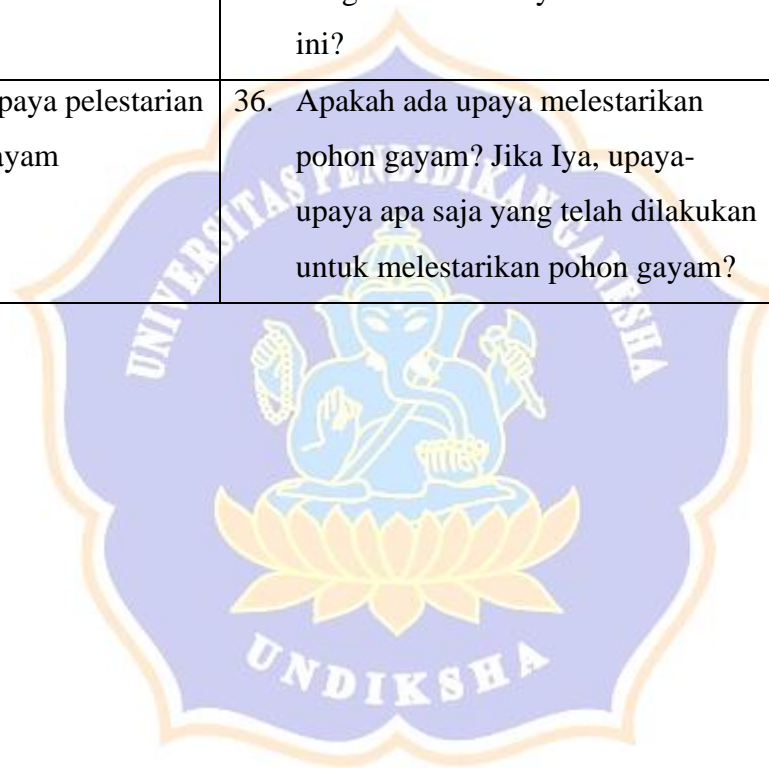 ini?
paya pelestarian
ayam
36. Apakah ada upaya melestarikan
pohon gayam? Jika Iya, upaya-
upaya apa saja yang telah dilakukan
untuk melestarikan pohon gayam?
UNIVERSITAS PENDIDIKAN GANESHA
UNDIKSHA